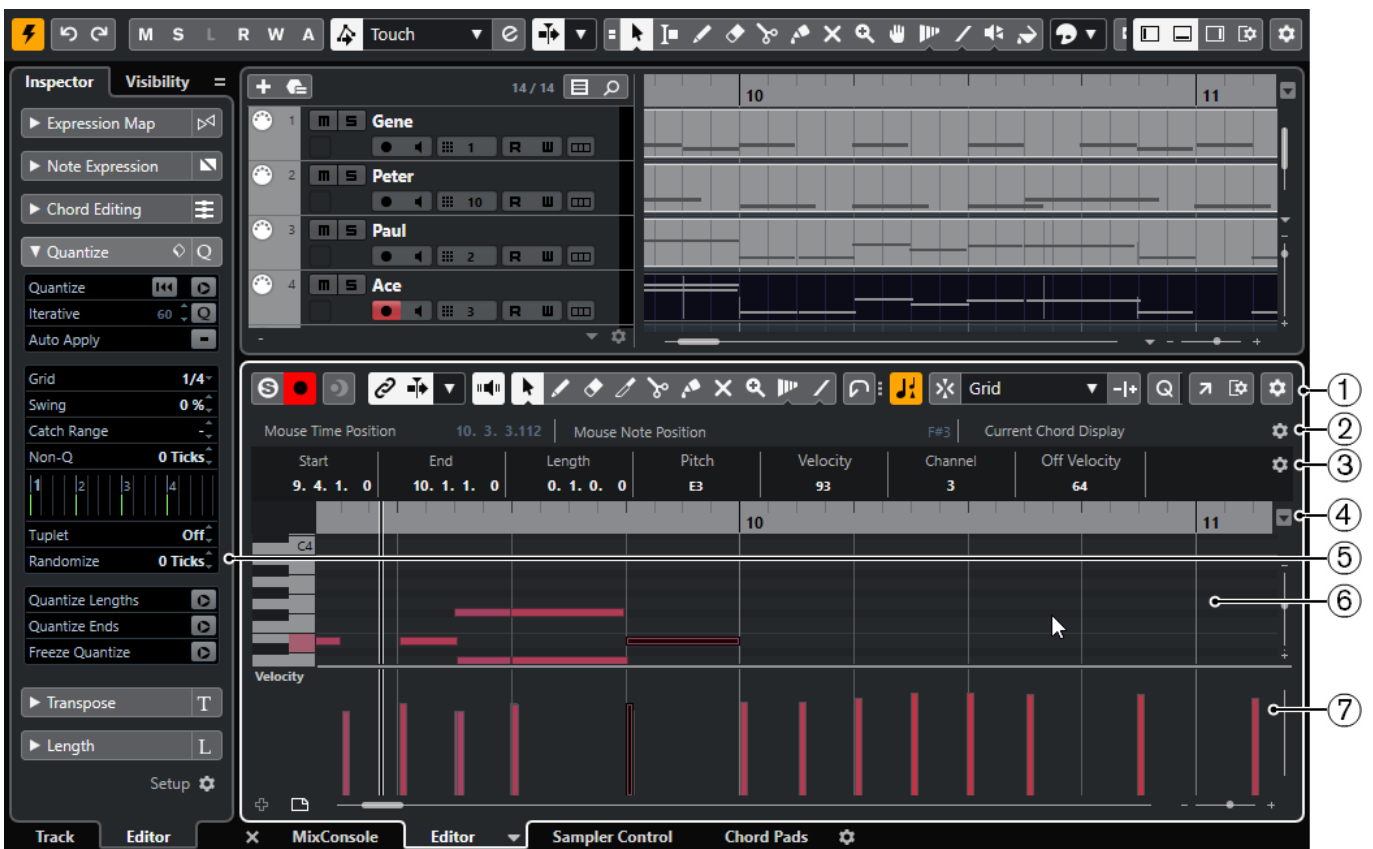 M S L R W A Touch
Inspector Visibility
Expression Map
Note Expression
Chord Editing
Quantize Q
Quantize
Iterative 60 Q
Auto Apply
Grid 1/4
Swing 0 %
Catch Range -
Non-Q 0 Ticks
1 2 3 4
Tuplet Off
Randomize 0 Ticks
Quantize Lengths
Quantize Ends
Freeze Quantize
Transpose T
Length L
Setup
Track Editor
14 / 14
10 11
1 m S Gene
1 R W
2 m S Peter
10 R W
3 m S Paul
2 R W
4 m S Ace
3 R W
-
S Grid Q
Mouse Time Position 10. 3. 3.112 Mouse Note Position F#3 Current Chord Display
Start End Length Pitch Velocity Channel Off Velocity
9. 4. 1. 0 10. 1. 1. 0 0. 1. 0. 0 E3 93 3 64
10 11
C4
Velocity
MixConsole Editor Sampler Control Chord Pads
1
2
3
4
5
6
7